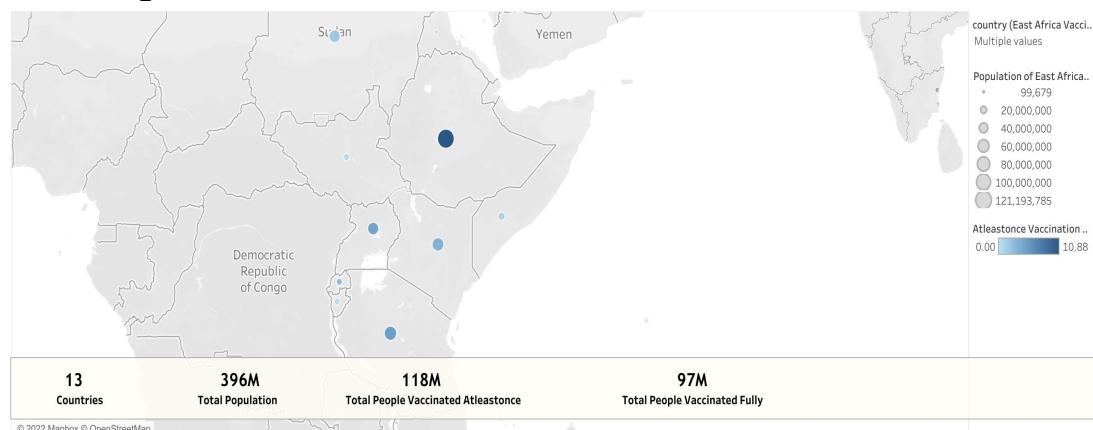 Sudan
Yemen
Democratic
Republic
of Congo
country (East Africa Vacci..
Multiple values
Population of East Africa..
99,679
20,000,000
40,000,000
60,000,000
80,000,000
100,000,000
121,193,785
Atleastonce Vaccination ..
0.00 10.88
13 396M 118M 97M
Countries Total Population Total People Vaccinated Atleastonce Total People Vaccinated Fully
© 2022 Mapbox © OpenStreetMap